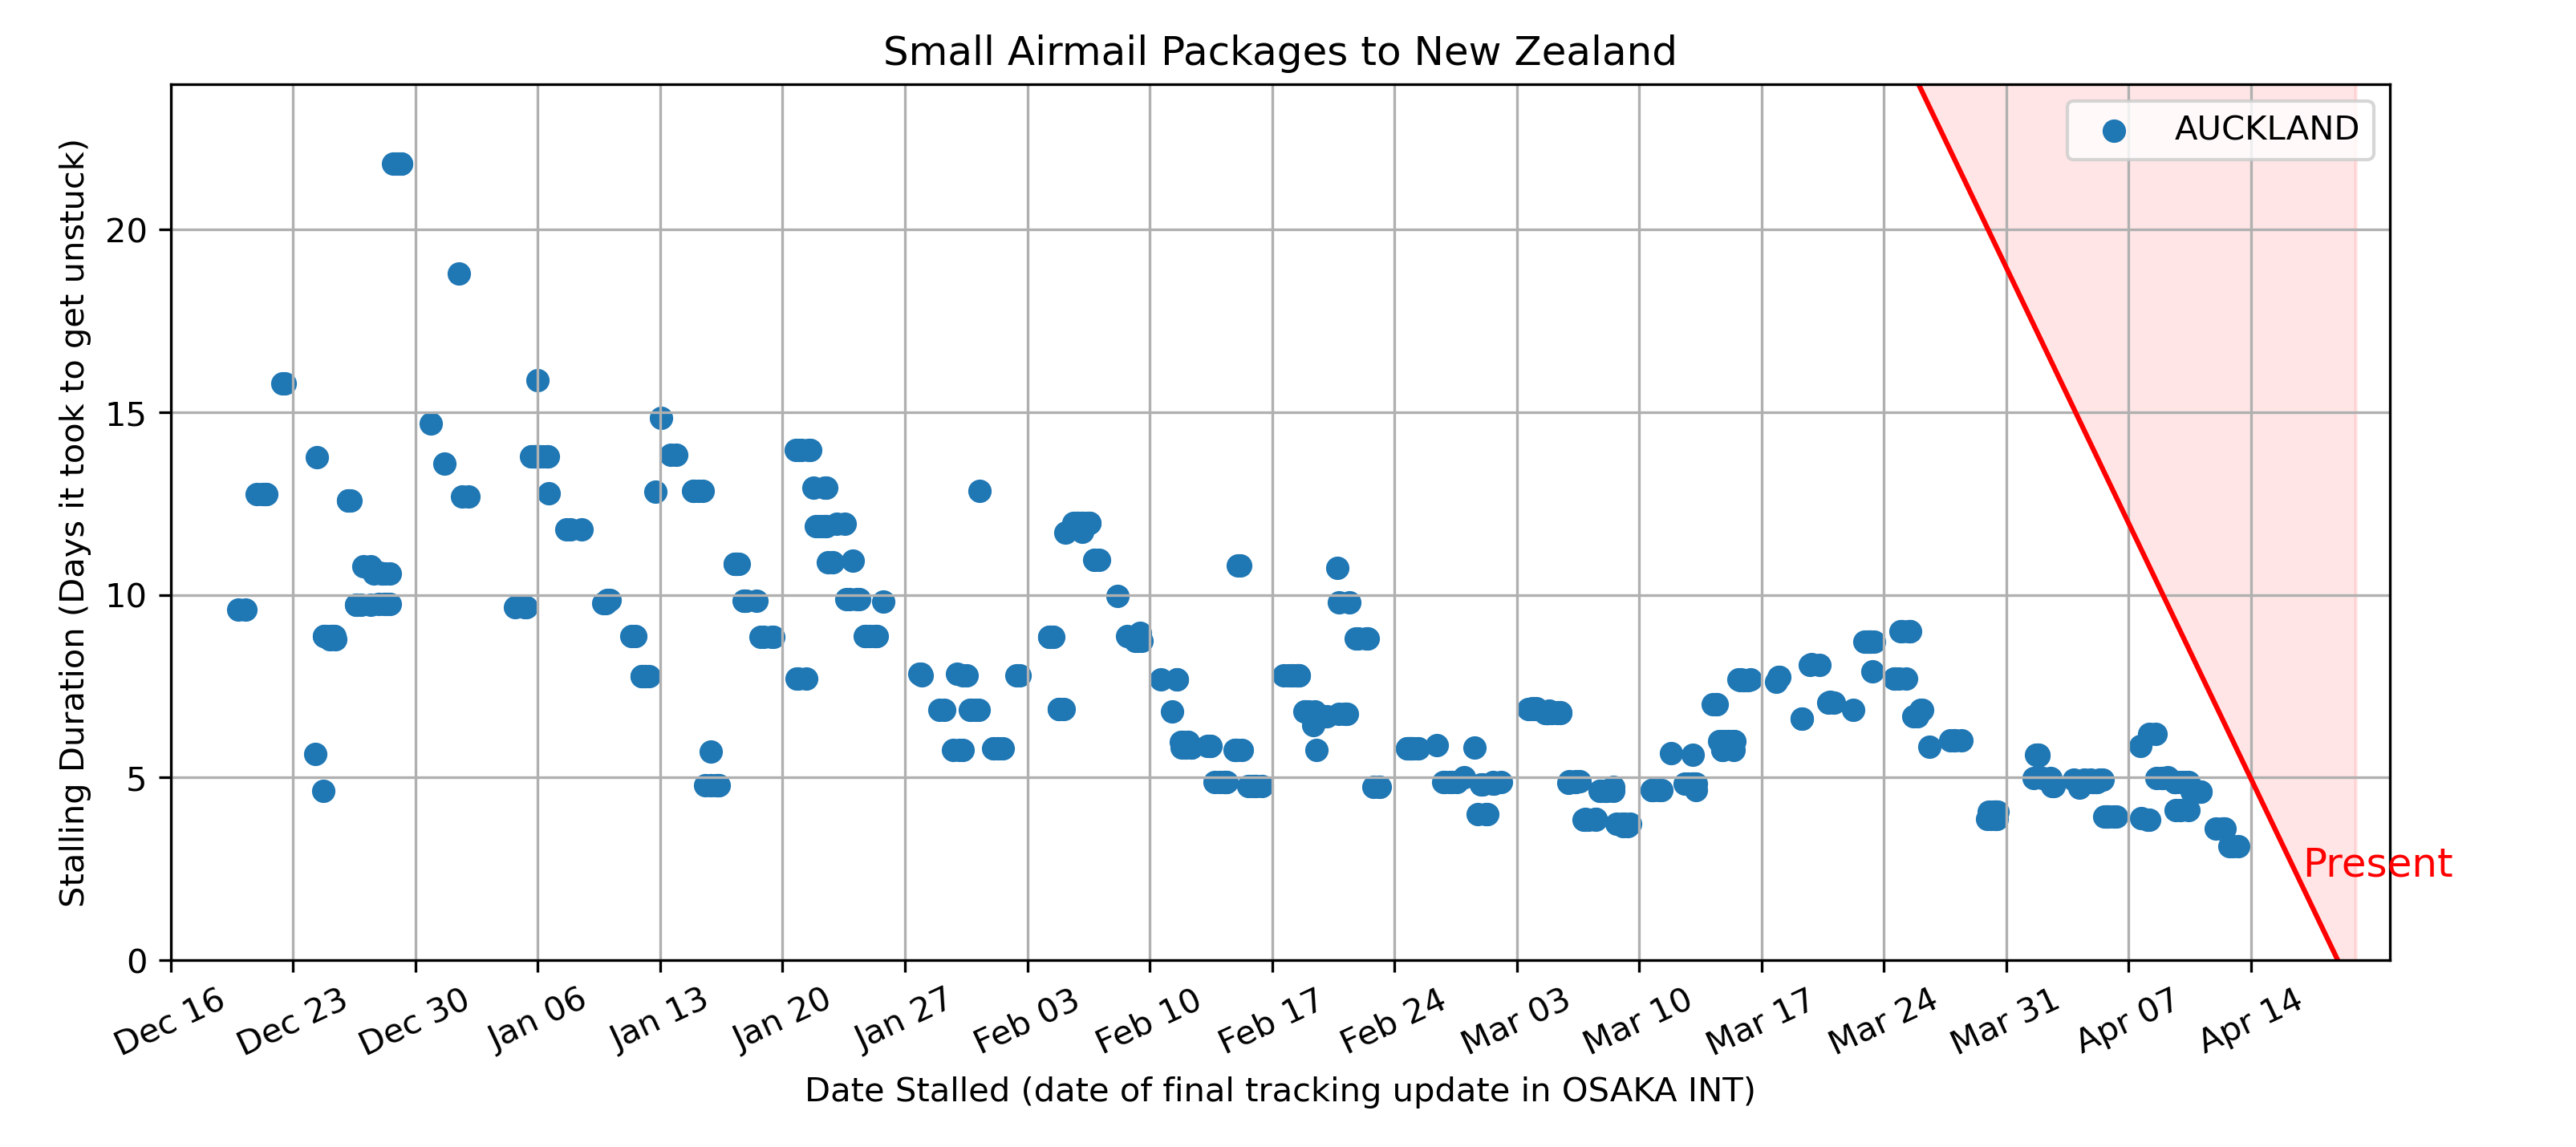 Small Airmail Packages to New Zealand
AUCKLAND
Stalling Duration (Days it took to get unstuck)
20
15
10
5
0
Present
Dec 16
Dec 23
Dec 30
Jan 06
Jan 13
Jan 20
Jan 27
Feb 03
Feb 10
Feb 17
Feb 24
Mar 03
Mar 10
Mar 17
Mar 24
Mar 31
Apr 07
Apr 14
Date Stalled (date of final tracking update in OSAKA INT)